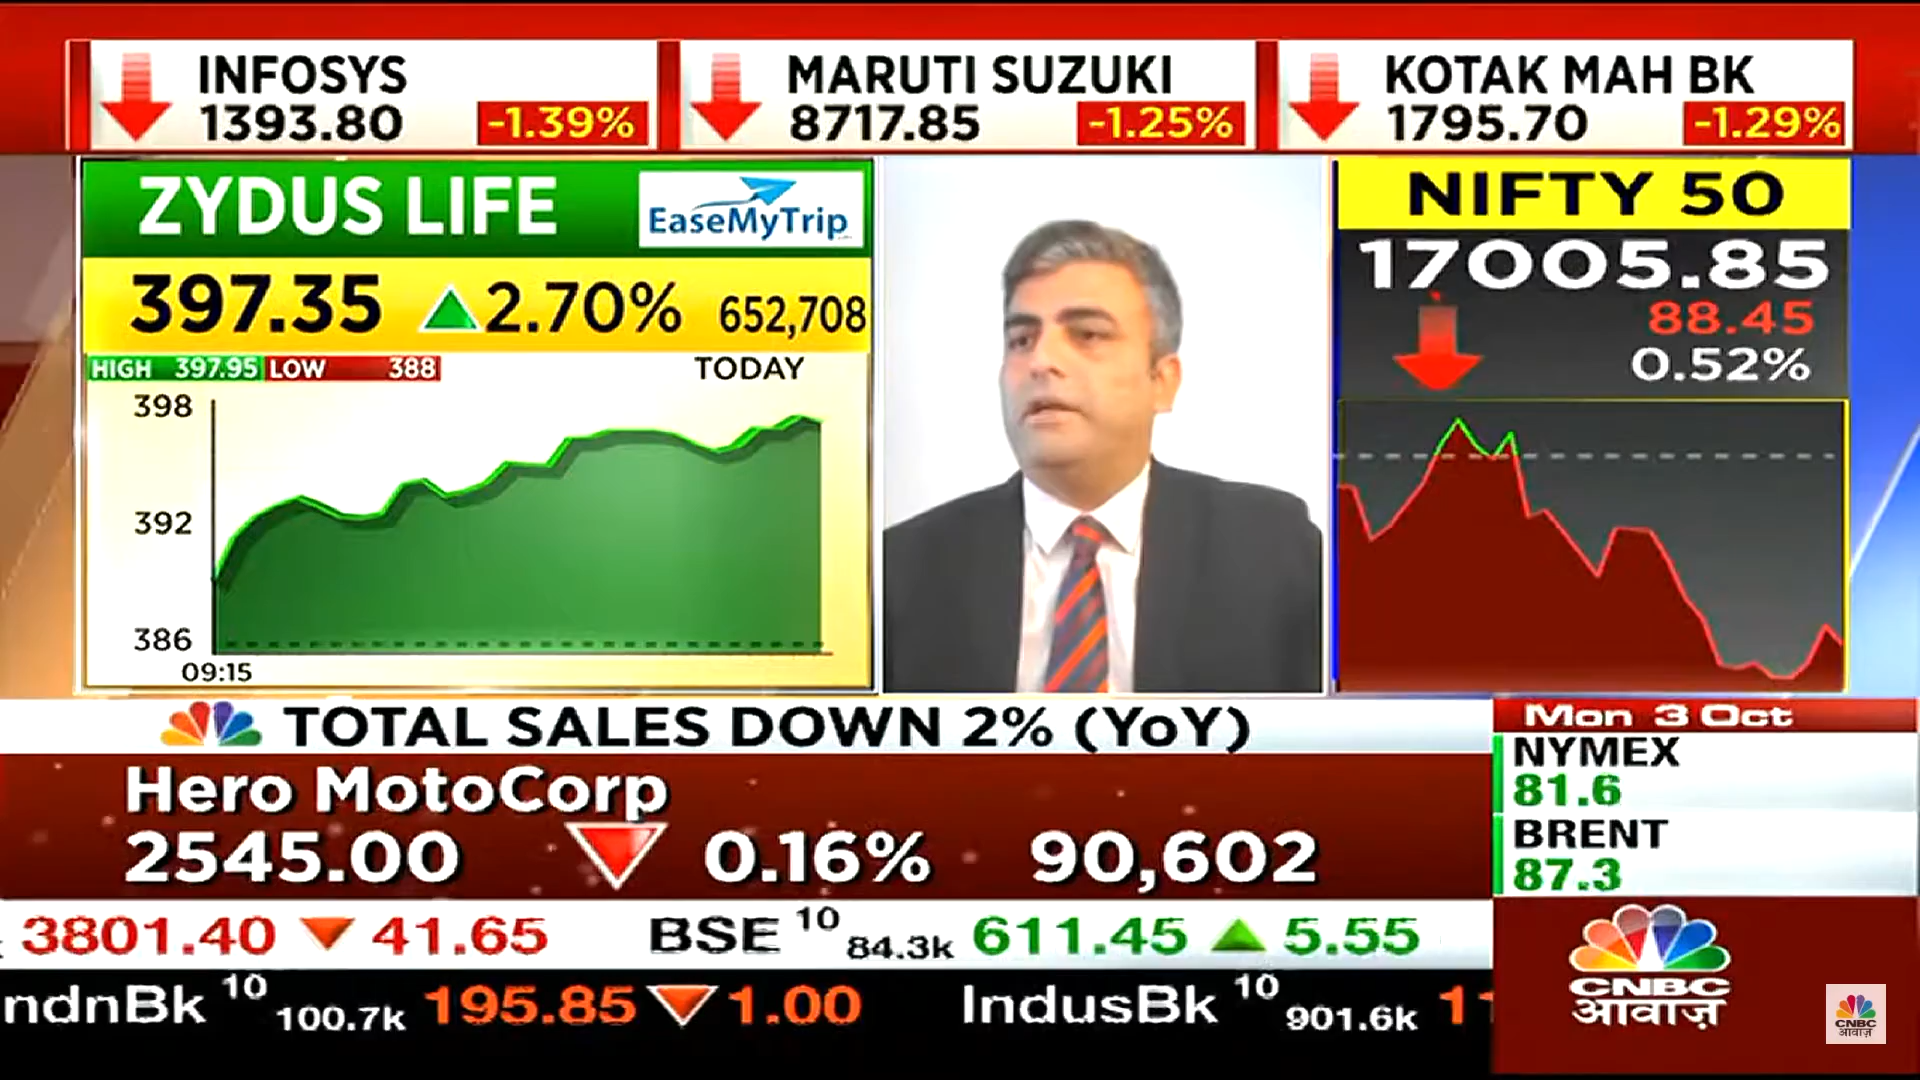 INFOSYS
1393.80 -1.39%
MARUTI SUZUKI
8717.85 -1.25%
KOTAK MAH BK
1795.70 -1.29%
ZYDUS LIFE
EaseMyTrip
397.35 2.70% 652,708
HIGH 397.95 LOW 388
TODAY
398
392
386
09:15
NIFTY 50
17005.85
88.45
0.52%
TOTAL SALES DOWN 2% (YoY)
Hero MotoCorp
2545.00 0.16% 90,602
Mon 3 Oct
NYMEX
81.6
BRENT
87.3
3801.40 41.65 BSE 10 84.3k 611.45 5.55
ndnBk 10 100.7k 195.85 1.00 IndusBk 10 901.6k 11
CNBC
आवाज़
CNBC
आवाज़